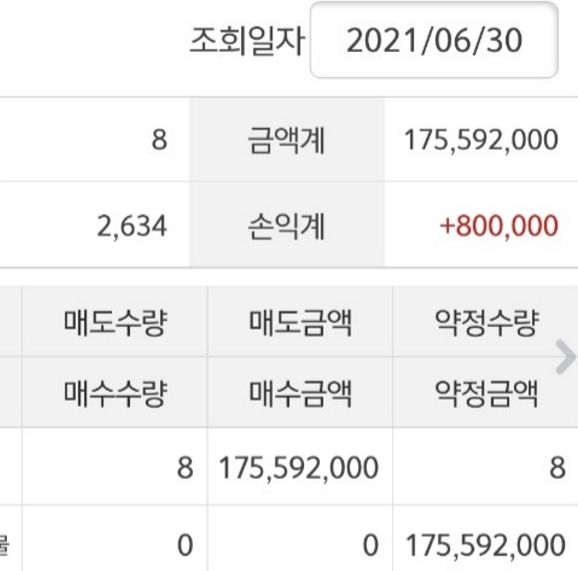 조회일자 2021/06/30
8 금액계 175,592,000
2,634 손익계 +800,000
매도수량 매도금액 약정수량
매수수량 매수금액 약정금액
8 175,592,000 8
0 0 175,592,000